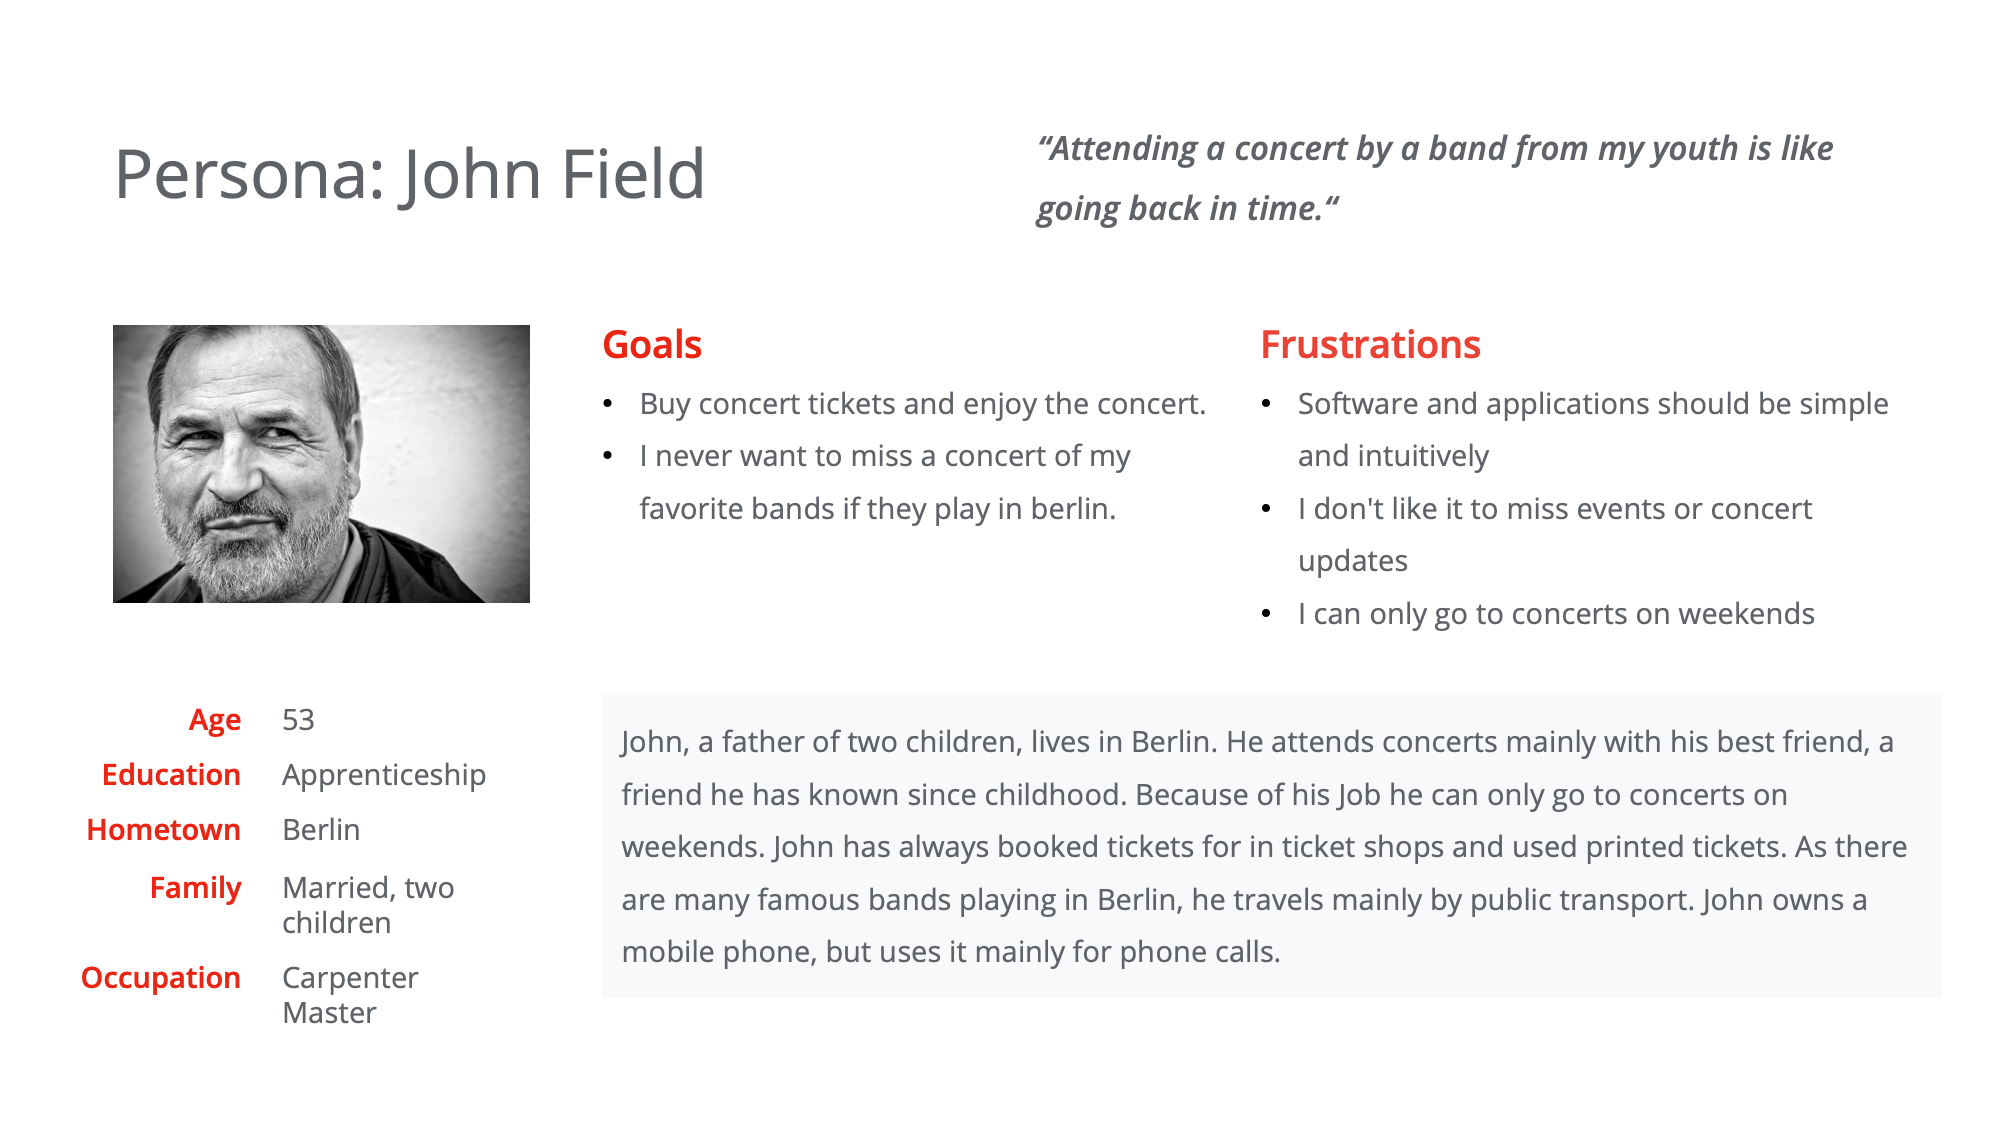 Persona: John Field
“Attending a concert by a band from my youth is like
going back in time.“
Goals
• Buy concert tickets and enjoy the concert.
• I never want to miss a concert of my
favorite bands if they play in berlin.
Frustrations
• Software and applications should be simple
and intuitively
• I don't like it to miss events or concert
updates
• I can only go to concerts on weekends
Age 53
Education Apprenticeship
Hometown Berlin
Family Married, two
children
Occupation Carpenter
Master
John, a father of two children, lives in Berlin. He attends concerts mainly with his best friend, a
friend he has known since childhood. Because of his Job he can only go to concerts on
weekends. John has always booked tickets for in ticket shops and used printed tickets. As there
are many famous bands playing in Berlin, he travels mainly by public transport. John owns a
mobile phone, but uses it mainly for phone calls.